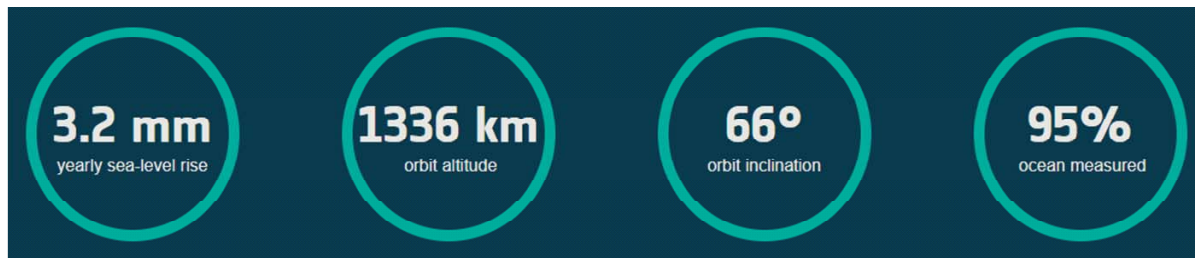 3.2 mm
yearly sea-level rise
1336 km
orbit altitude
66°
orbit inclination
95%
ocean measured